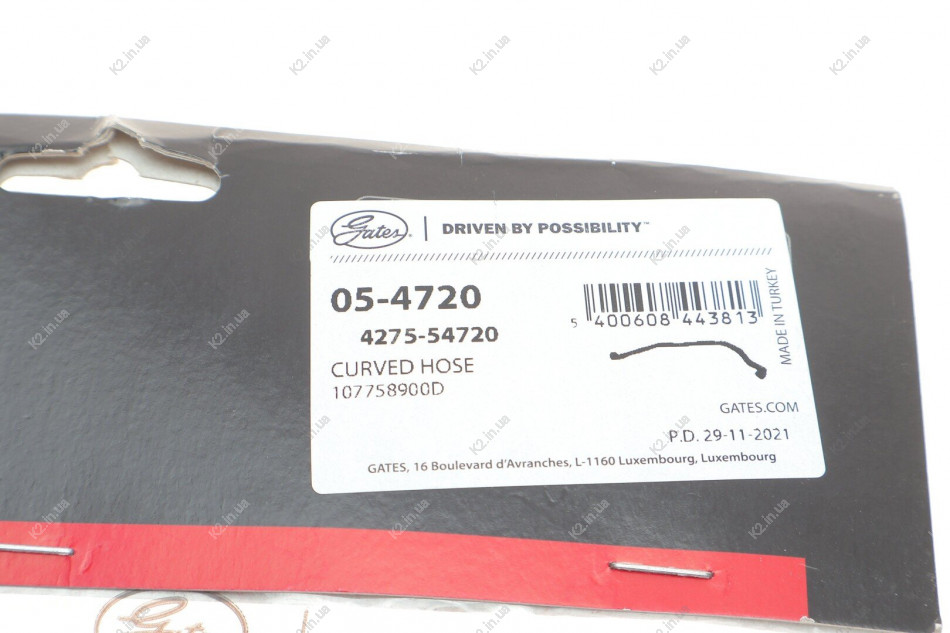 Gates® | DRIVEN BY POSSIBILITY™
05-4720
4275-54720
CURVED HOSE
107758900D
5 400608 443813
MADE IN TURKEY
GATES.COM
P.D. 29-11-2021
GATES, 16 Boulevard d'Avranches, L-1160 Luxembourg, Luxembourg
Gates
K2.in.ua